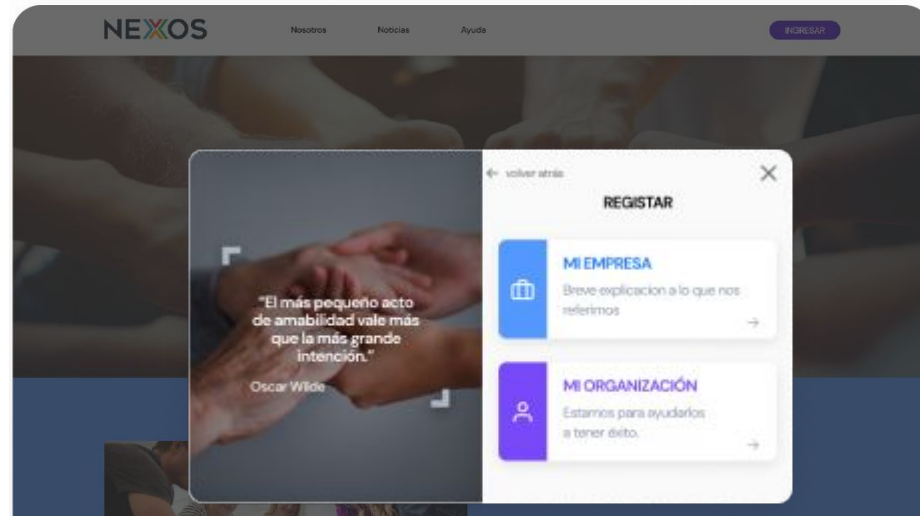 NEXOS
Nosotros Noticias Ayuda INGRESAR
← volver atrás
REGISTAR
"El más pequeño acto
de amabilidad vale más
que la más grande
intención."
Oscar Wilde
MI EMPRESA
Breve explicacion a lo que nos
referimos
MI ORGANIZACIÓN
Estamos para ayudarlos
a tener éxito.